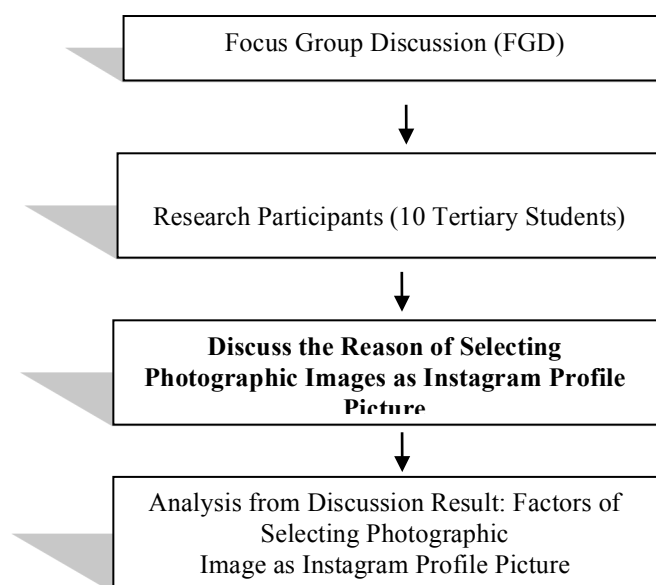 Focus Group Discussion (FGD)
Research Participants (10 Tertiary Students)
Discuss the Reason of Selecting
Photographic Images as Instagram Profile
Picture
Analysis from Discussion Result: Factors of
Selecting Photographic
Image as Instagram Profile Picture